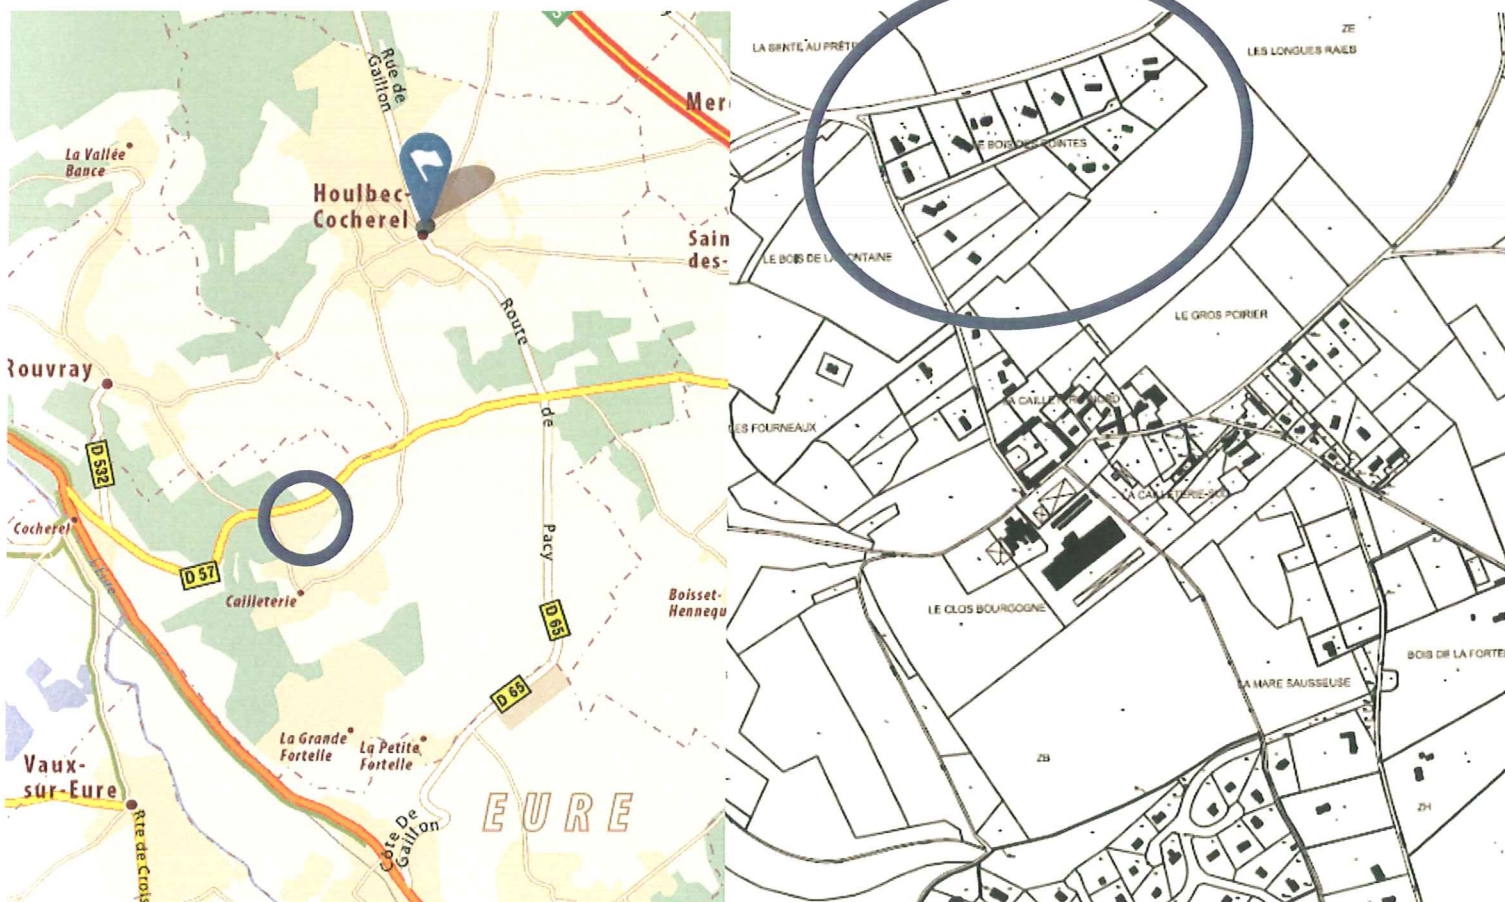 Rue de
Gaillon
Mer
La Vallée
Bance
Houlbec-
Cocherel
Sain
des-
Route
de
Pacy
Rouvray
D 532
Cocherel
L'Eure
D 57
Cailleterie
D 65
Boisset-
Hennequ
D 65
La Grande
Fortelle
La Petite
Fortelle
Vaux-
sur-Eure
EURE
Côte De
Gaillon
Rte de Crois
LA SENTE AU PRÊTR
ZE
LES LONGUES RAIES
LE BOIS DES POINTES
LE BOIS DE LA FONTAINE
LE GROS POIRIER
LA CAILLETERIE-NORD
LES FOURNEAUX
LA CAILLETERIE-SUD
LE CLOS BOURGOGNE
BOIS DE LA FORTE
LA MARE SAUSSEUSE
ZB
ZH